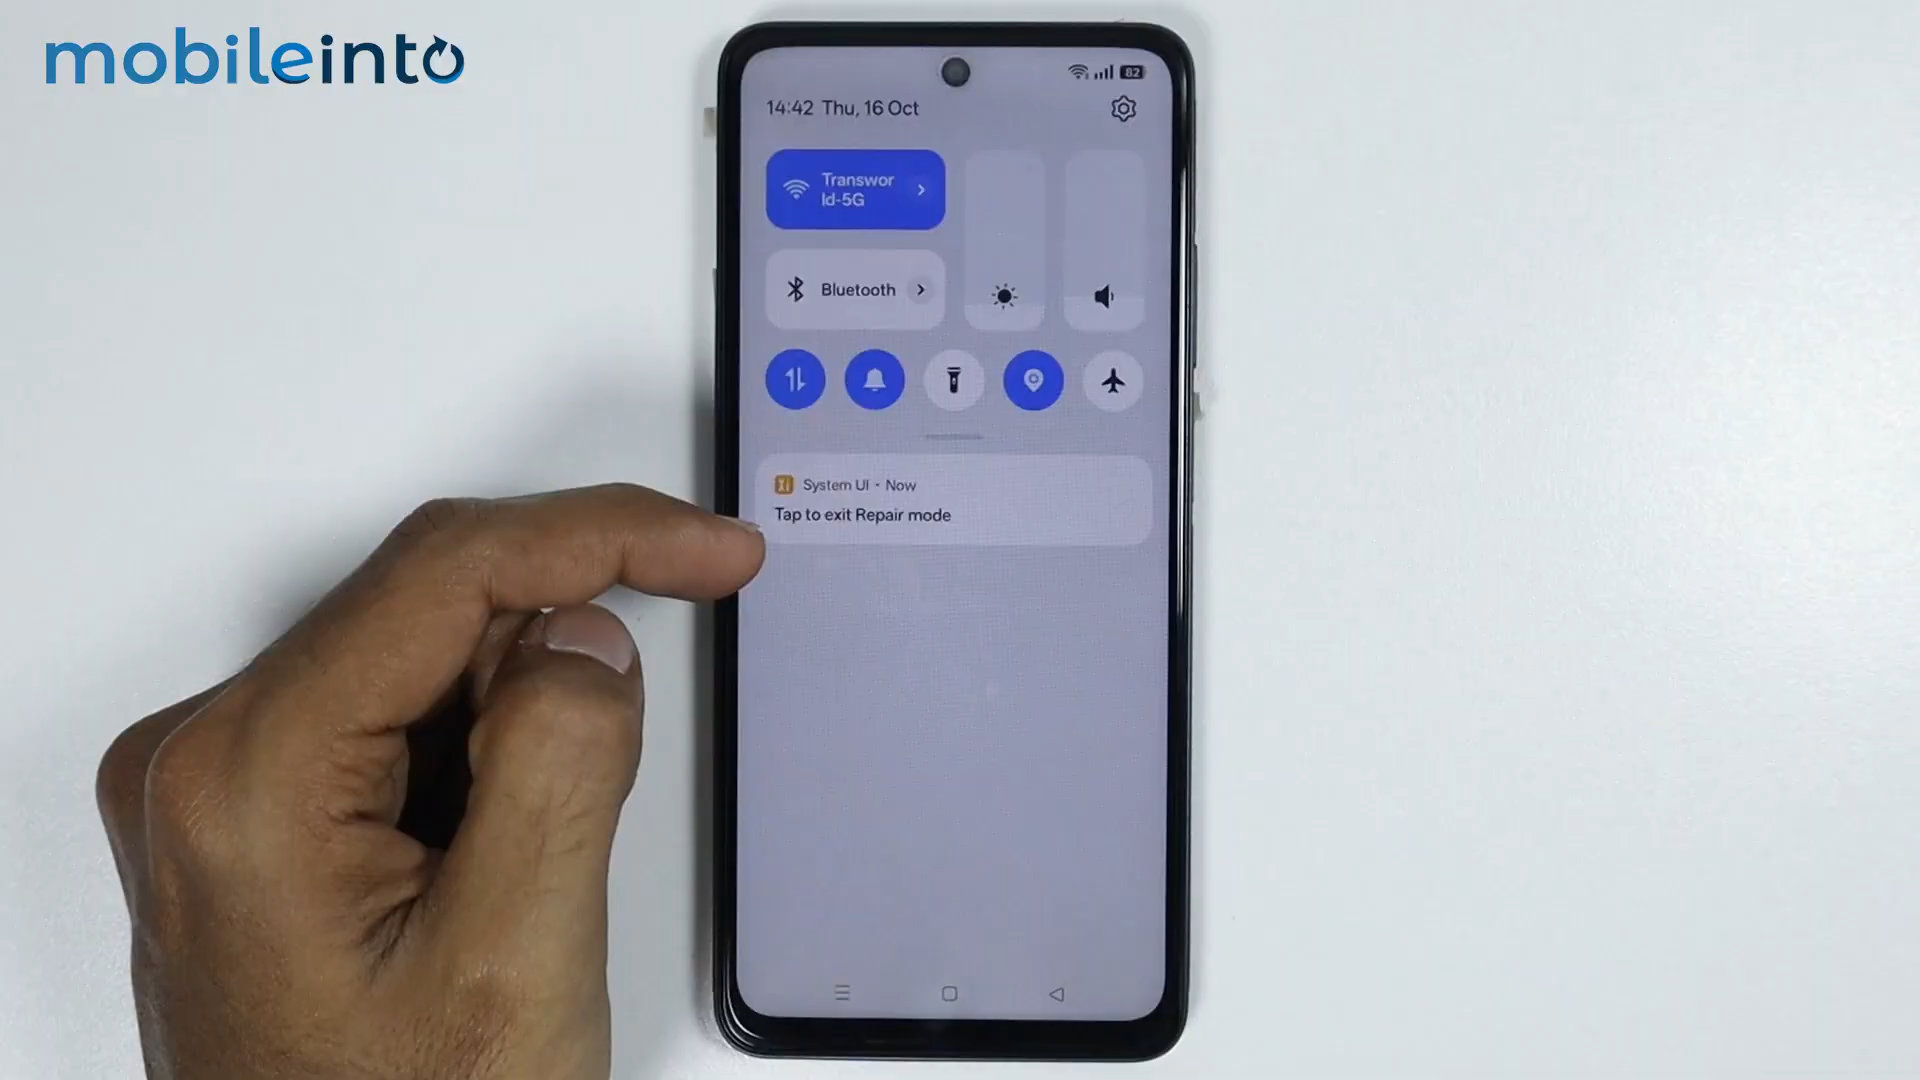 mobileinto
82
14:42 Thu, 16 Oct
Transwor
ld-5G
Bluetooth
System UI • Now
Tap to exit Repair mode